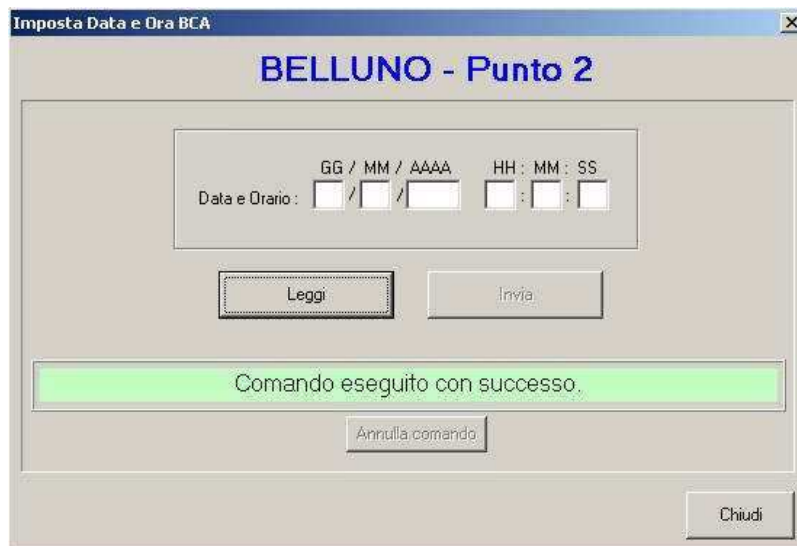 Imposta Data e Ora BCA
BELLUNO - Punto 2
GG / MM / AAAA HH : MM : SS
Data e Orario : / / : :
Leggi Invia
Comando eseguito con successo.
Annulla comando
Chiudi